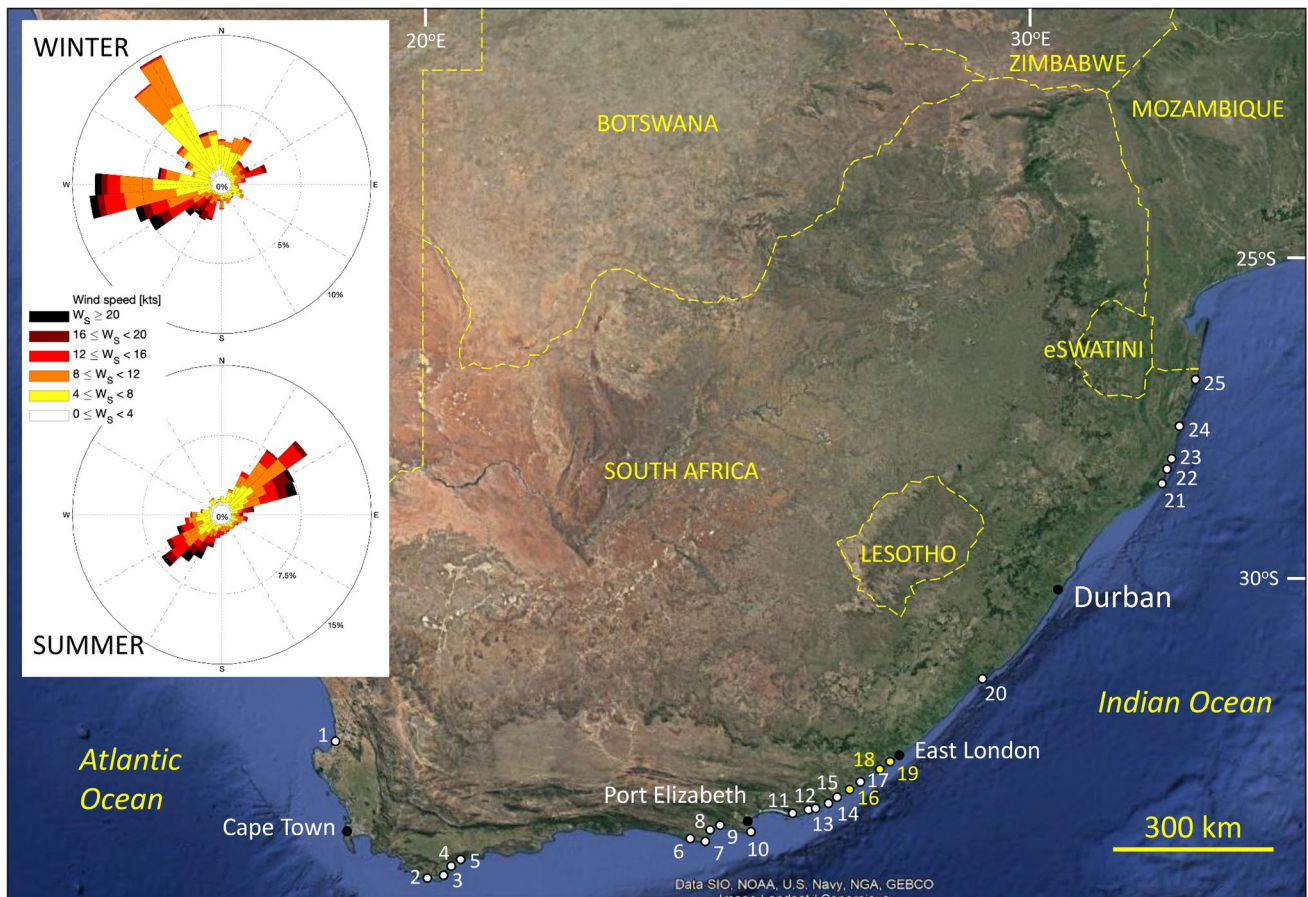 WINTER
N
W
E
S
0%
5%
10%
Wind speed [kts]
W_S ≥ 20
16 ≤ W_S < 20
12 ≤ W_S < 16
8 ≤ W_S < 12
4 ≤ W_S < 8
0 ≤ W_S < 4
N
W
E
S
0%
7.5%
15%
SUMMER
20°E
30°E
ZIMBABWE
BOTSWANA
MOZAMBIQUE
25°S
eSWATINI
25
24
23
22
21
SOUTH AFRICA
LESOTHO
30°S
Durban
20
Indian Ocean
1
Atlantic
Ocean
Cape Town
East London
18
19
17
16
15
14
13
12
11
Port Elizabeth
10
9
8
7
6
5
4
3
2
300 km
Data SIO, NOAA, U.S. Navy, NGA, GEBCO
Image Landsat / Copernicus